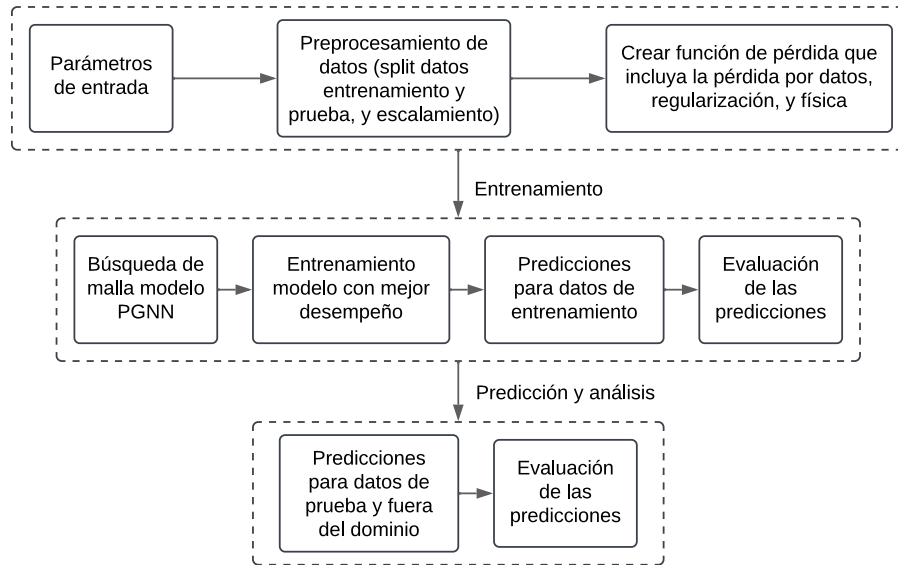 Parámetros
de entrada
Preprocesamiento de
datos (split datos
entrenamiento y
prueba, y escalamiento)
Crear función de pérdida que
incluya la pérdida por datos,
regularización, y física
Entrenamiento
Búsqueda de
malla modelo
PGNN
Entrenamiento
modelo con mejor
desempeño
Predicciones
para datos de
entrenamiento
Evaluación
de las
predicciones
Predicción y análisis
Predicciones
para datos de
prueba y fuera
del dominio
Evaluación
de las
predicciones